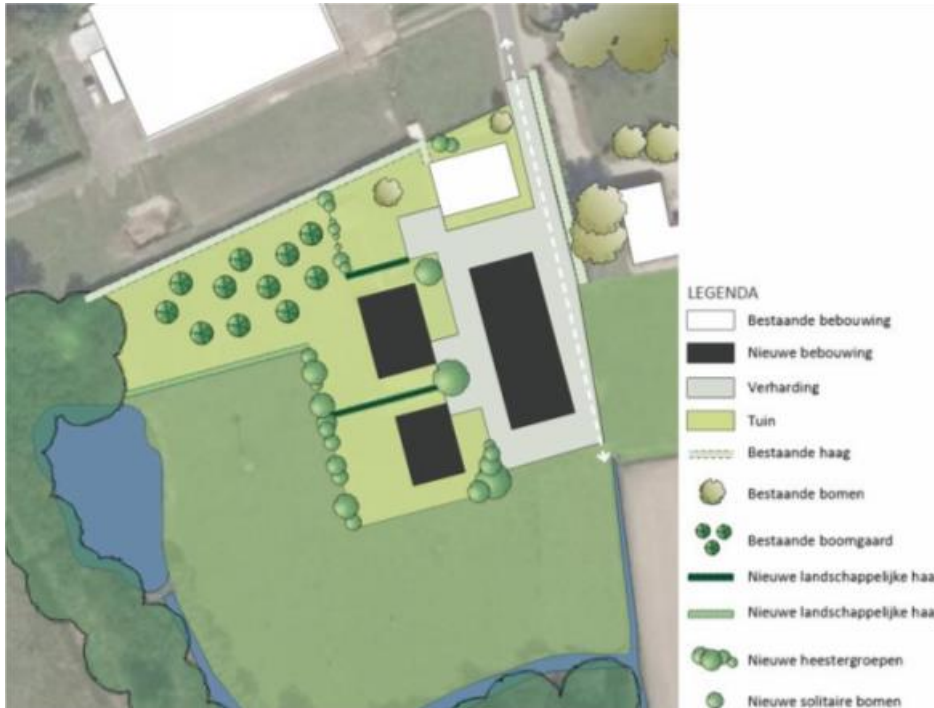 LEGENDA
Bestaande bebouwing
Nieuwe bebouwing
Verharding
Tuin
Bestaande haag
Bestaande bomen
Bestaande boomgaard
Nieuwe landschappelijke haa
Nieuwe landschappelijke haa
Nieuwe heestergroepen
Nieuwe solitaire bomen